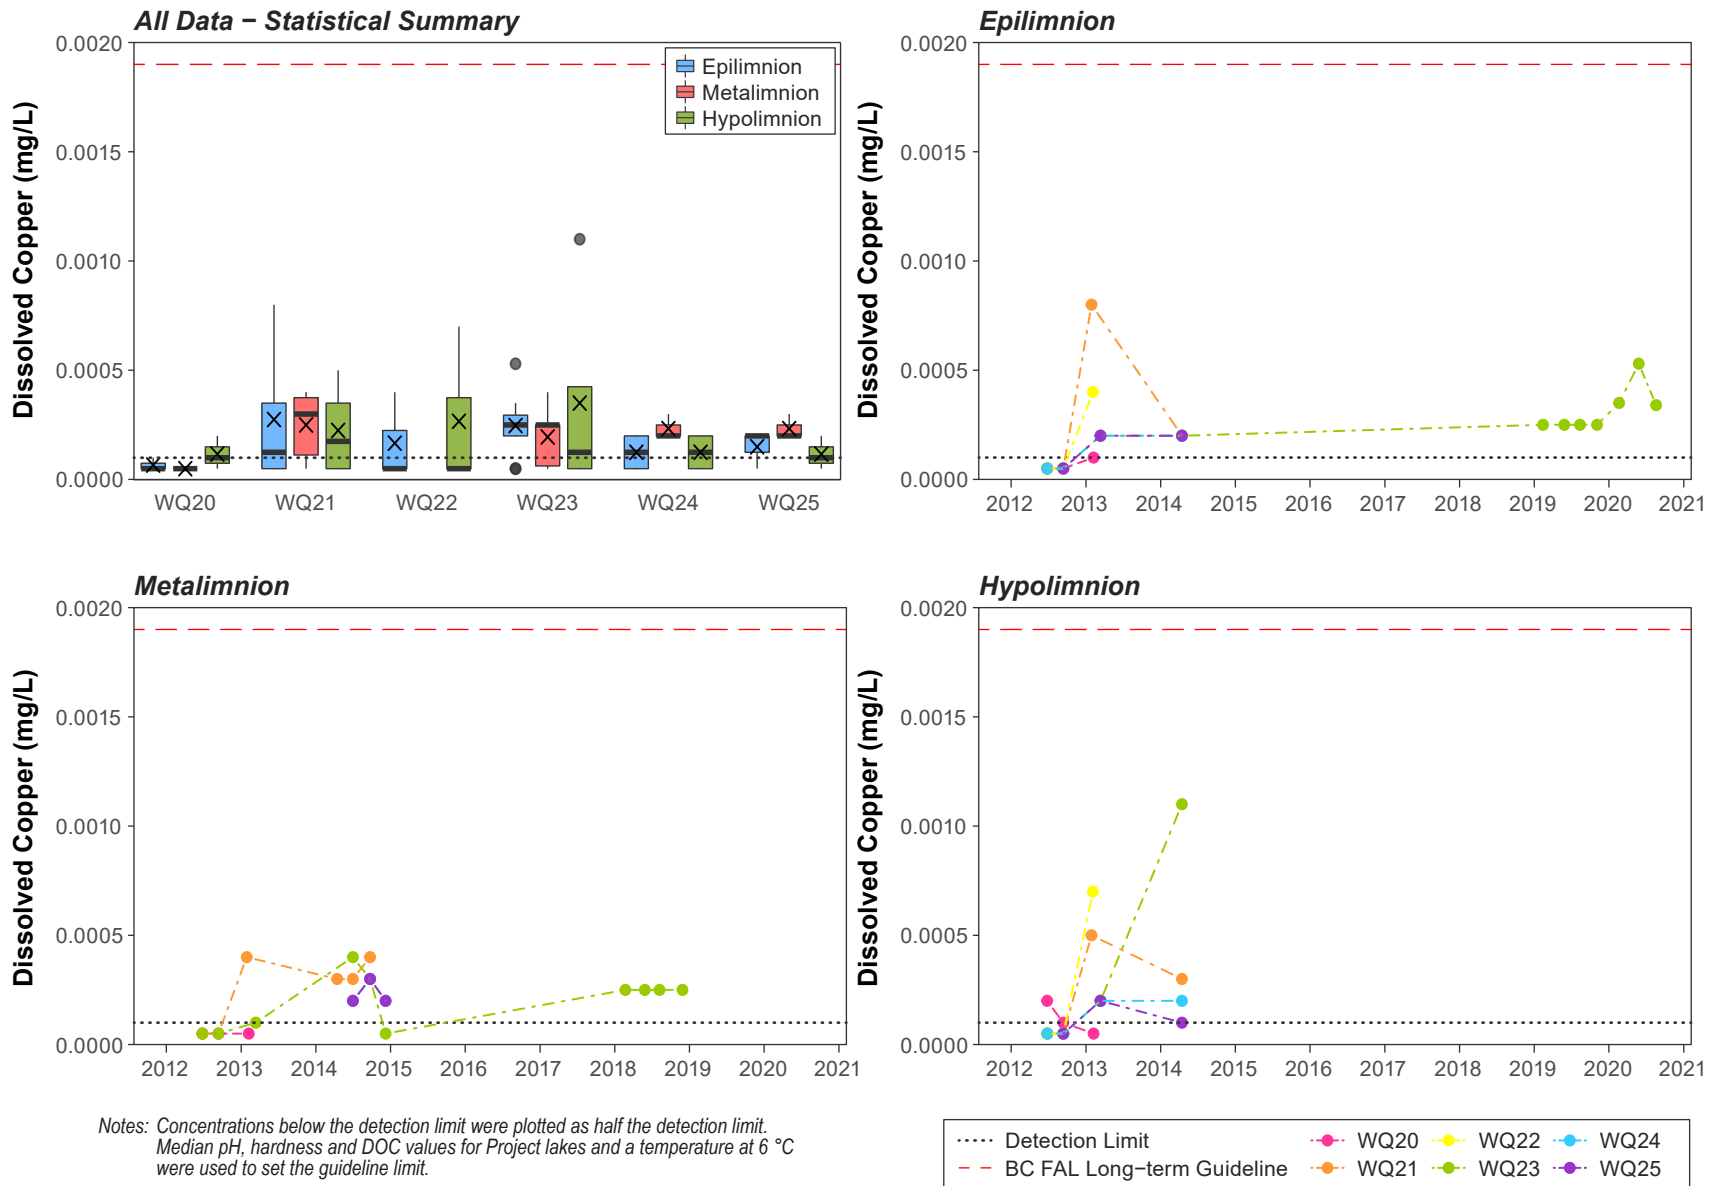 All Data − Statistical Summary
Dissolved Copper (mg/L)
0.0020
0.0015
0.0010
0.0005
0.0000
Epilimnion
Metalimnion
Hypolimnion
WQ20 WQ21 WQ22 WQ23 WQ24 WQ25
Epilimnion
Dissolved Copper (mg/L)
0.0020
0.0015
0.0010
0.0005
0.0000
2012 2013 2014 2015 2016 2017 2018 2019 2020 2021
Metalimnion
Dissolved Copper (mg/L)
0.0020
0.0015
0.0010
0.0005
0.0000
2012 2013 2014 2015 2016 2017 2018 2019 2020 2021
Hypolimnion
Dissolved Copper (mg/L)
0.0020
0.0015
0.0010
0.0005
0.0000
2012 2013 2014 2015 2016 2017 2018 2019 2020 2021
Notes: Concentrations below the detection limit were plotted as half the detection limit.
Median pH, hardness and DOC values for Project lakes and a temperature at 6 °C
were used to set the guideline limit.
Detection Limit WQ20 WQ22 WQ24
BC FAL Long−term Guideline WQ21 WQ23 WQ25